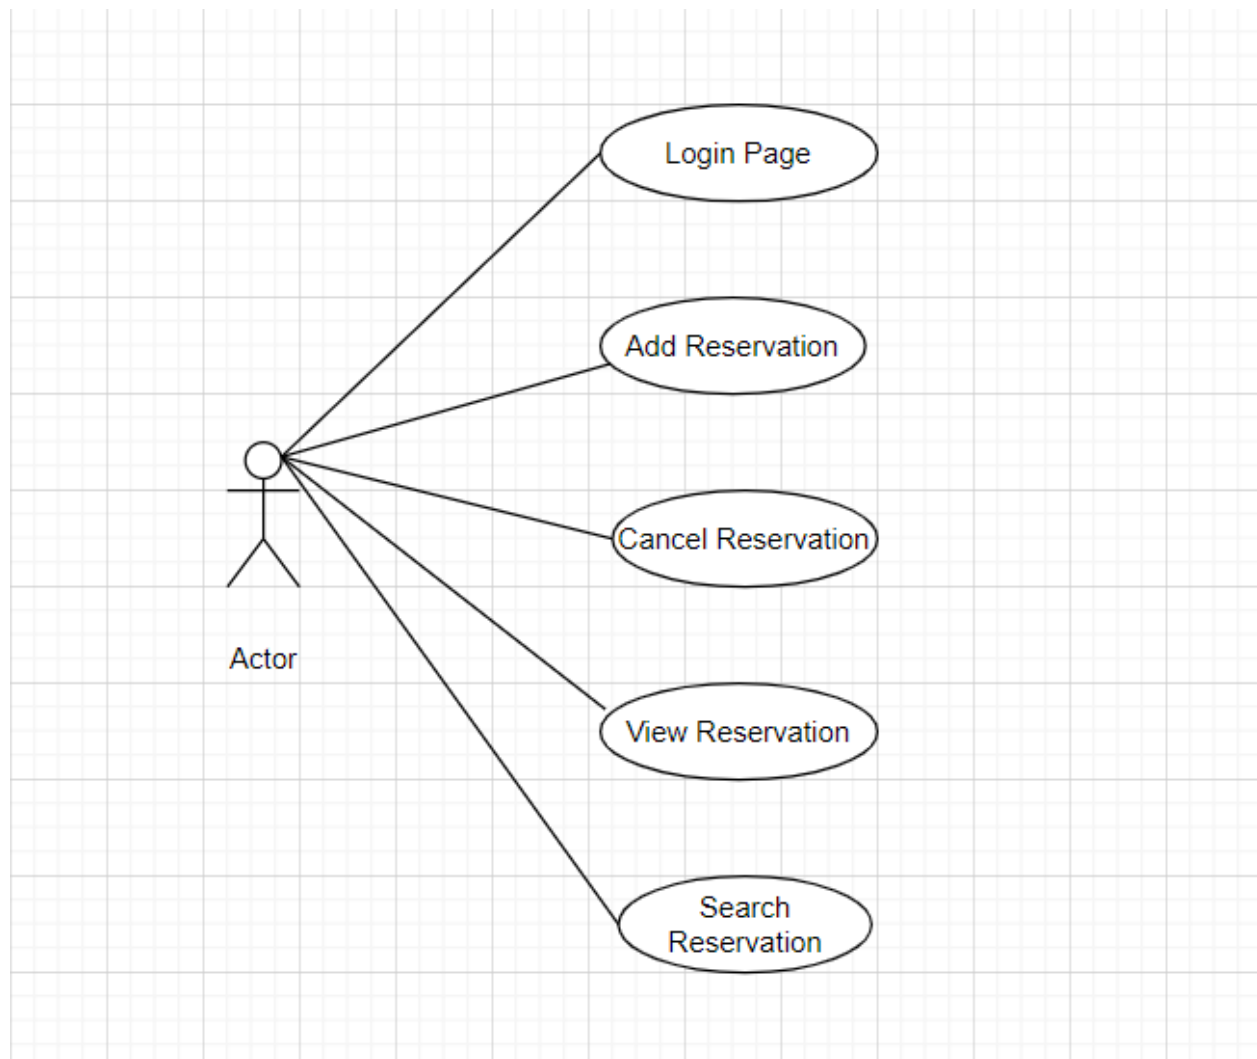 Login Page
Add Reservation
Cancel Reservation
Actor
View Reservation
Search
Reservation